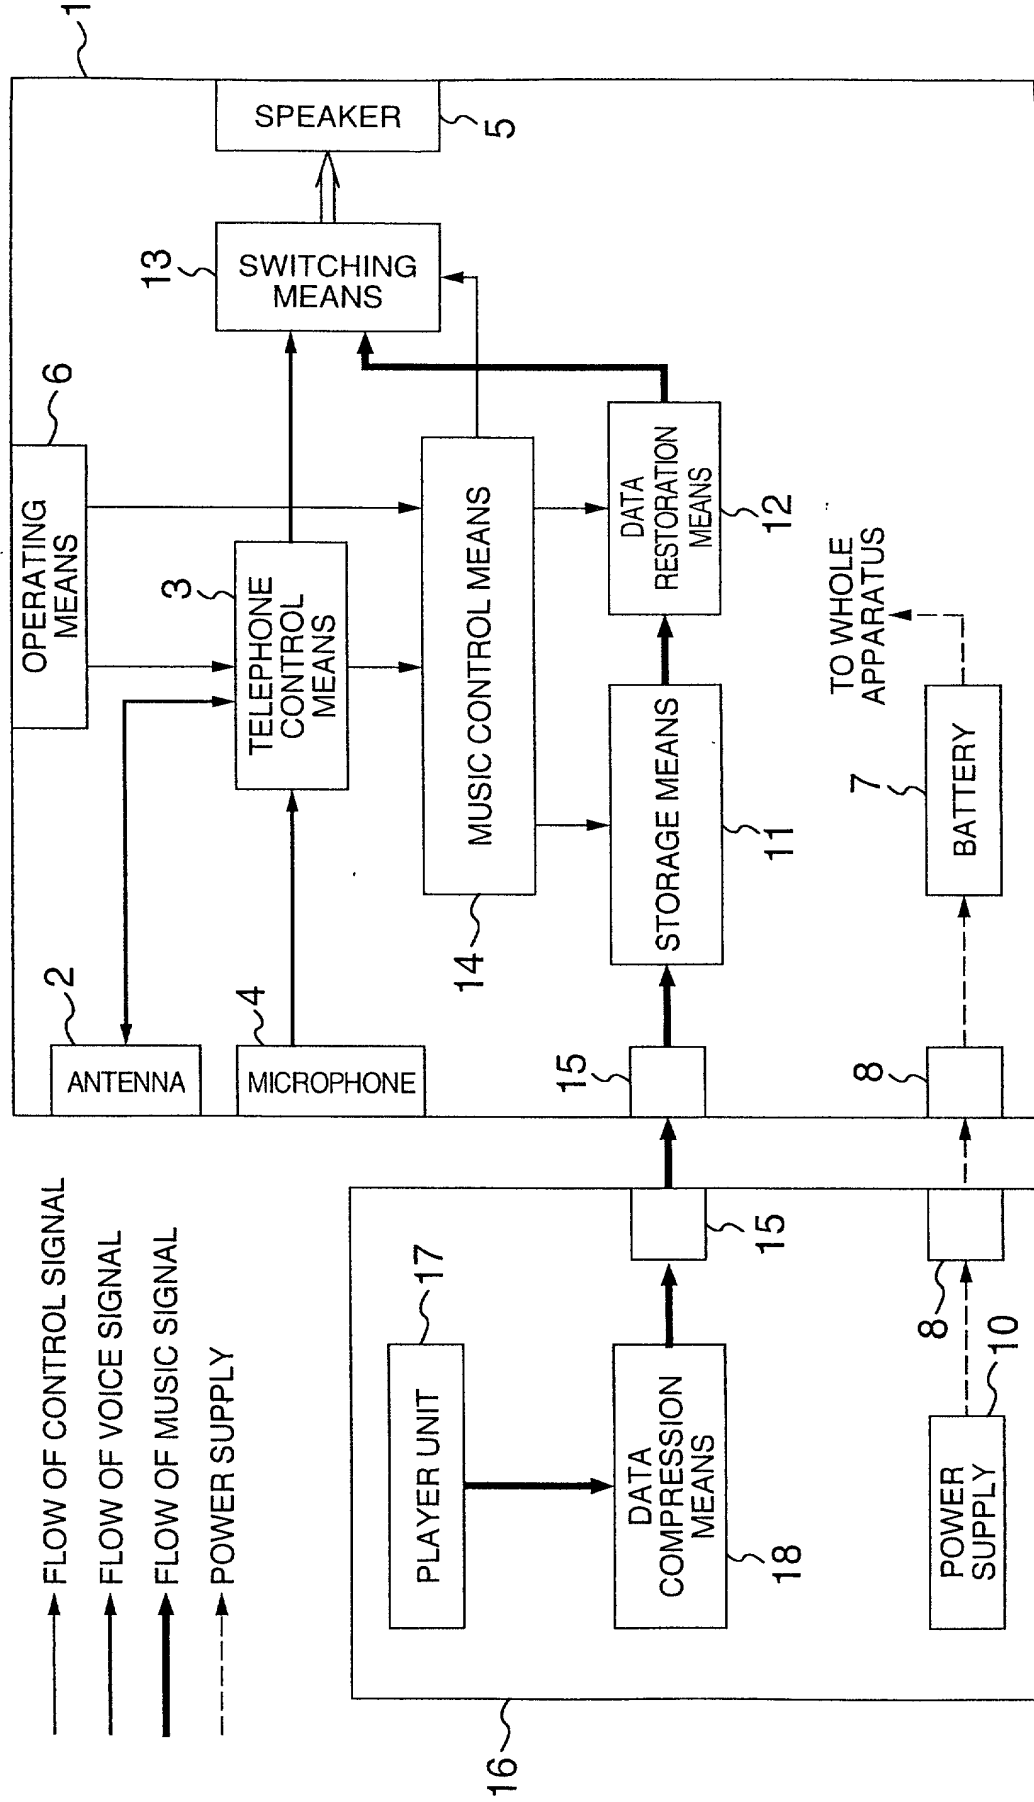 FLOW OF CONTROL SIGNAL
FLOW OF VOICE SIGNAL
FLOW OF MUSIC SIGNAL
POWER SUPPLY
1
2
ANTENNA
4
MICROPHONE
6
OPERATING
MEANS
3
TELEPHONE
CONTROL
MEANS
13
SWITCHING
MEANS
SPEAKER
5
14
MUSIC CONTROL MEANS
15
STORAGE MEANS
11
DATA
RESTORATION
MEANS
12
8
BATTERY
7
TO WHOLE
APPARATUS
16
PLAYER UNIT
17
DATA
COMPRESSION
MEANS
18
15
POWER
SUPPLY
10
8